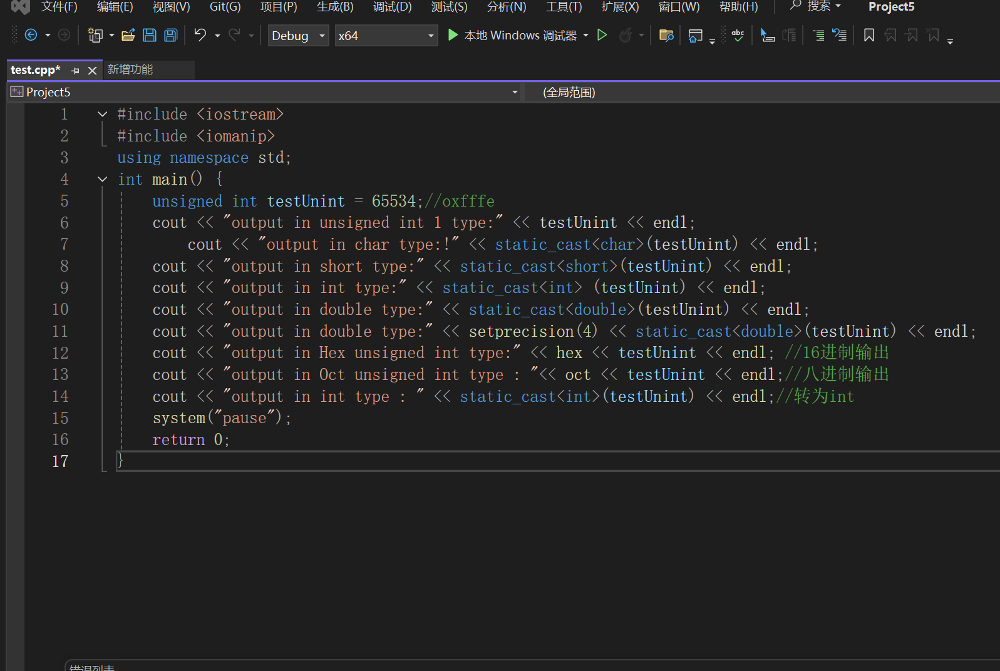 文件(F) 编辑(E) 视图(V) Git(G) 项目(P) 生成(B) 调试(D) 测试(S) 分析(N) 工具(T) 扩展(X) 窗口(W) 帮助(H) 搜索 Project5
Debug x64 本地 Windows 调试器 abc
test.cpp* 新增功能
Project5 (全局范围)
1 #include <iostream>
2 #include <iomanip>
3 using namespace std;
4 int main() {
5 unsigned int testUnint = 65534;//oxfffe
6 cout << "output in unsigned int 1 type:" << testUnint << endl;
7 cout << "output in char type:!" << static_cast<char>(testUnint) << endl;
8 cout << "output in short type:" << static_cast<short>(testUnint) << endl;
9 cout << "output in int type:" << static_cast<int> (testUnint) << endl;
10 cout << "output in double type:" << static_cast<double>(testUnint) << endl;
11 cout << "output in double type:" << setprecision(4) << static_cast<double>(testUnint) << endl;
12 cout << "output in Hex unsigned int type:" << hex << testUnint << endl; //16进制输出
13 cout << "output in Oct unsigned int type : "<< oct << testUnint << endl;//八进制输出
14 cout << "output in int type : " << static_cast<int>(testUnint) << endl;//转为int
15 system("pause");
16 return 0;
17 }
错误列表